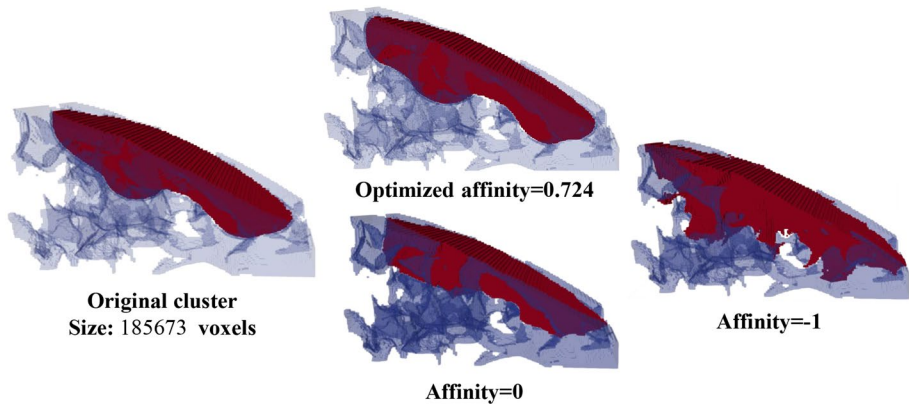 Original cluster
Size: 185673 voxels
Optimized affinity=0.724
Affinity=0
Affinity=-1